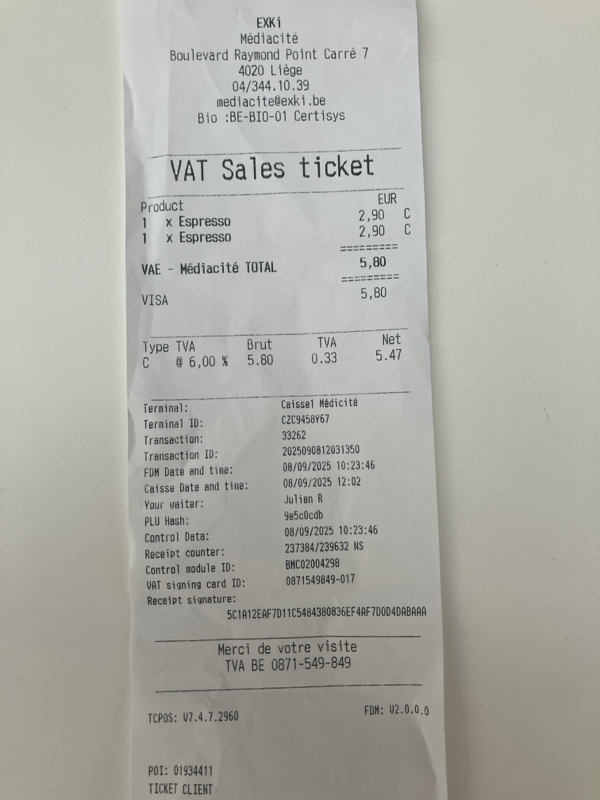 EXKi
Médiacité
Boulevard Raymond Point Carré 7
4020 Liège
04/344.10.39
mediacite@exki.be
Bio :BE-BIO-01 Certisys
VAT Sales ticket
Product EUR
1 x Espresso 2,90 C
1 x Espresso 2,90 C
=========
VAE - Médiacité TOTAL 5,80
=========
VISA 5,80
Type TVA Brut TVA Net
C @ 6,00 % 5.80 0.33 5.47
Terminal: Caisse1 Médicité
Terminal ID: CZC9458Y67
Transaction: 33262
Transaction ID: 2025090812031350
FDM Date and time: 08/09/2025 10:23:46
Caisse Date and time: 08/09/2025 12:02
Your waiter: Julien R
PLU Hash: 9e5c0cdb
Control Data: 08/09/2025 10:23:46
Receipt counter: 237384/239632 NS
Control module ID: BMC02004298
VAT signing card ID: 0871549849-017
Receipt signature:
5C1A12EAF7D11C5484380836EF4AF7D0D4DABAAA
Merci de votre visite
TVA BE 0871-549-849
TCPOS: V7.4.7.2960 FDM: V2.0.0.0
POI: 01934411
TICKET CLIENT